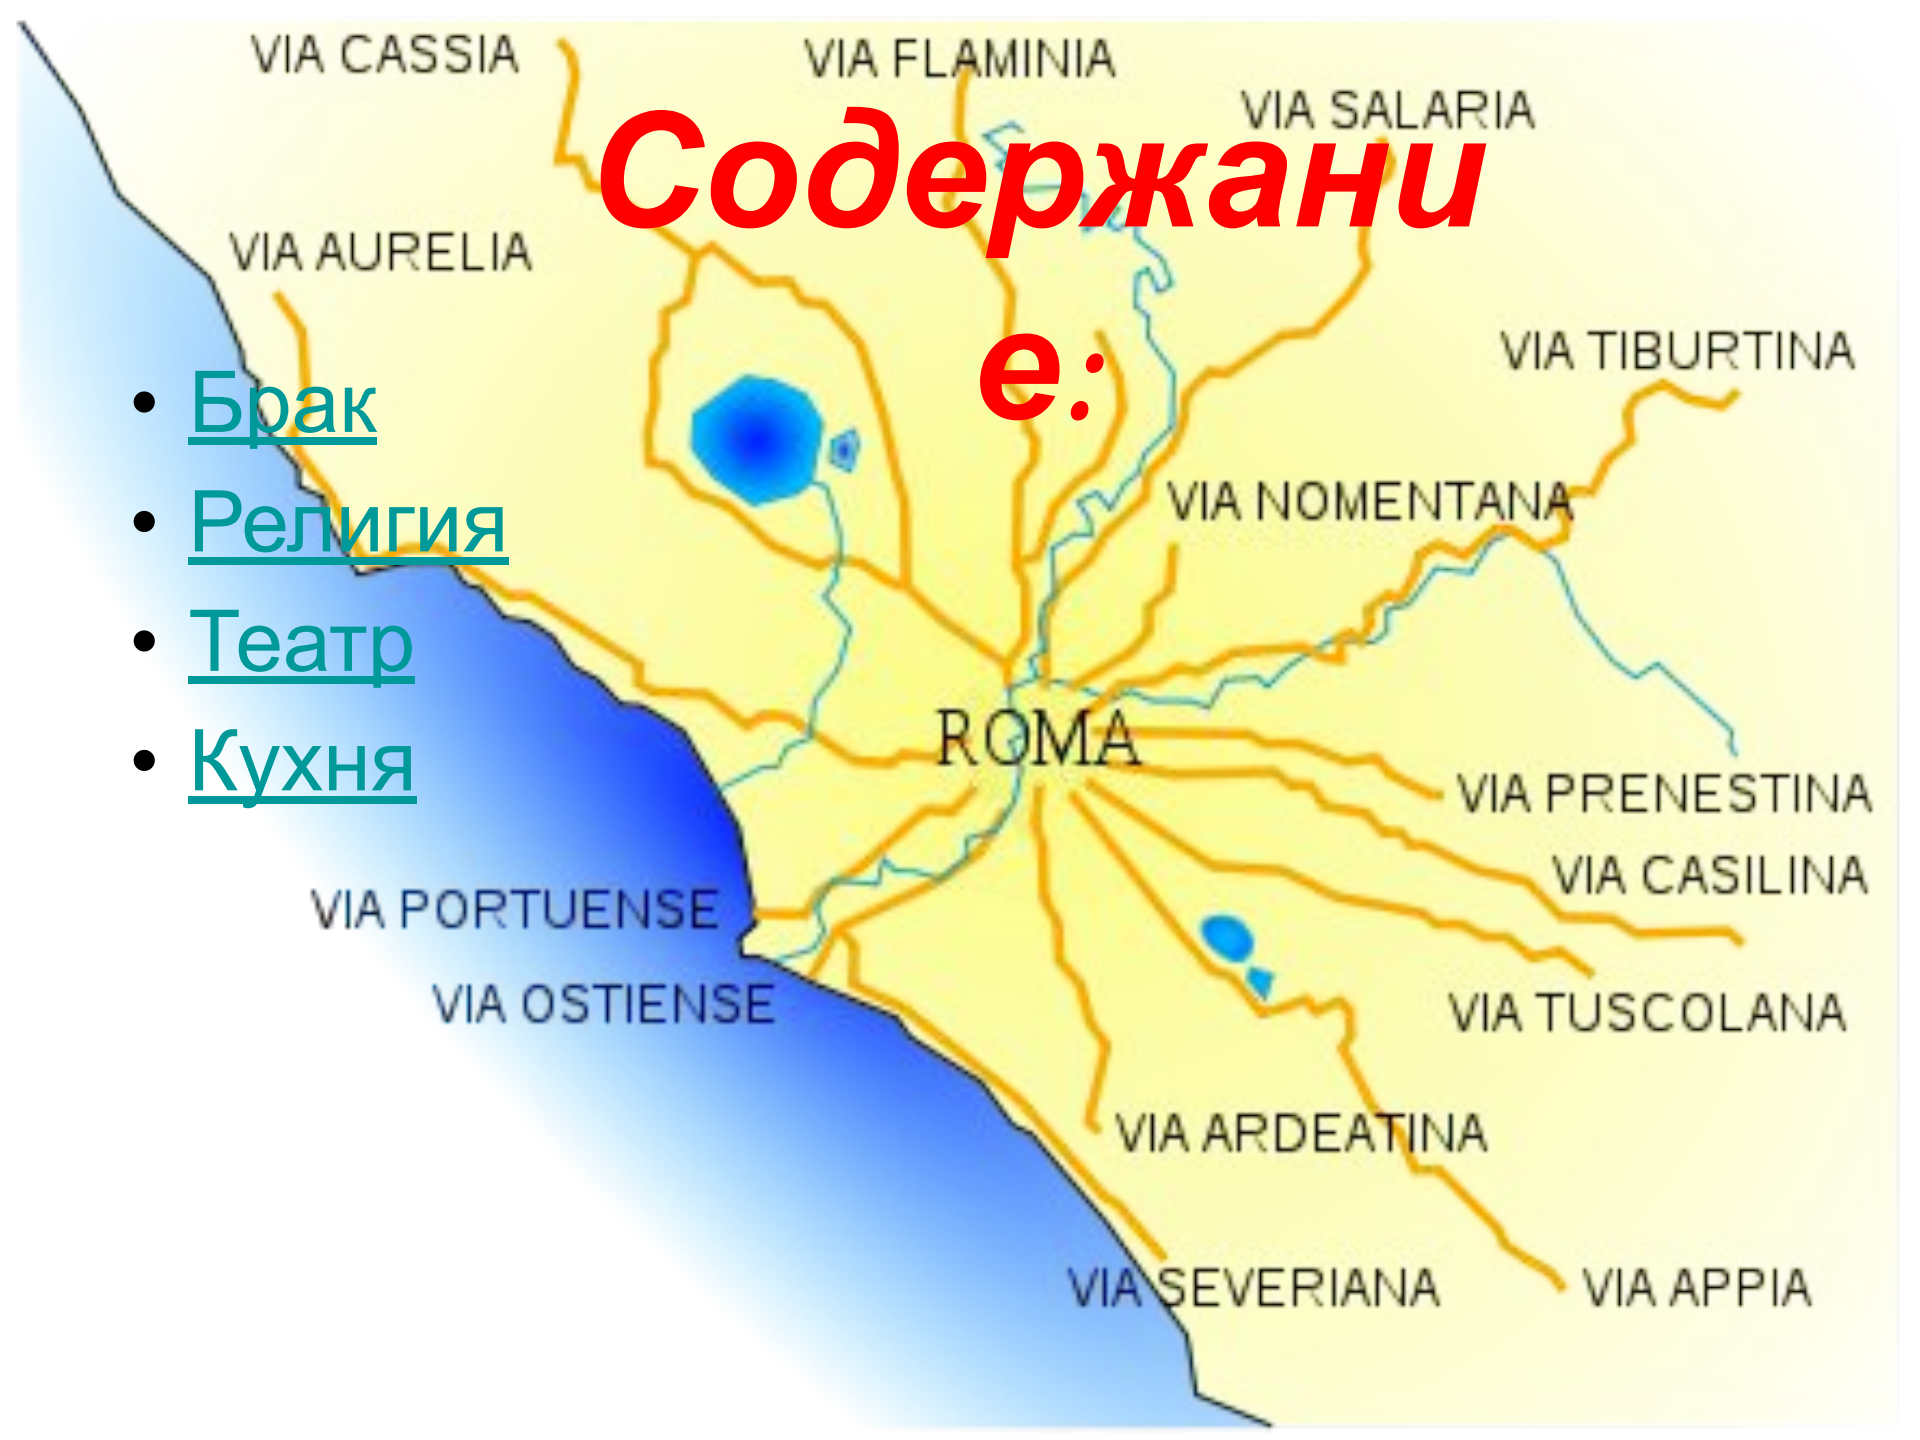 VIA CASSIA
VIA FLAMINIA
VIA SALARIA
Содержани
е:
VIA AURELIA
VIA TIBURTINA
• Брак
• Религия
• Театр
• Кухня
VIA NOMENTANA
ROMA
VIA PRENESTINA
VIA CASILINA
VIA PORTUENSE
VIA OSTIENSE
VIA TUSCOLANA
VIA ARDEATINA
VIA SEVERIANA
VIA APPIA